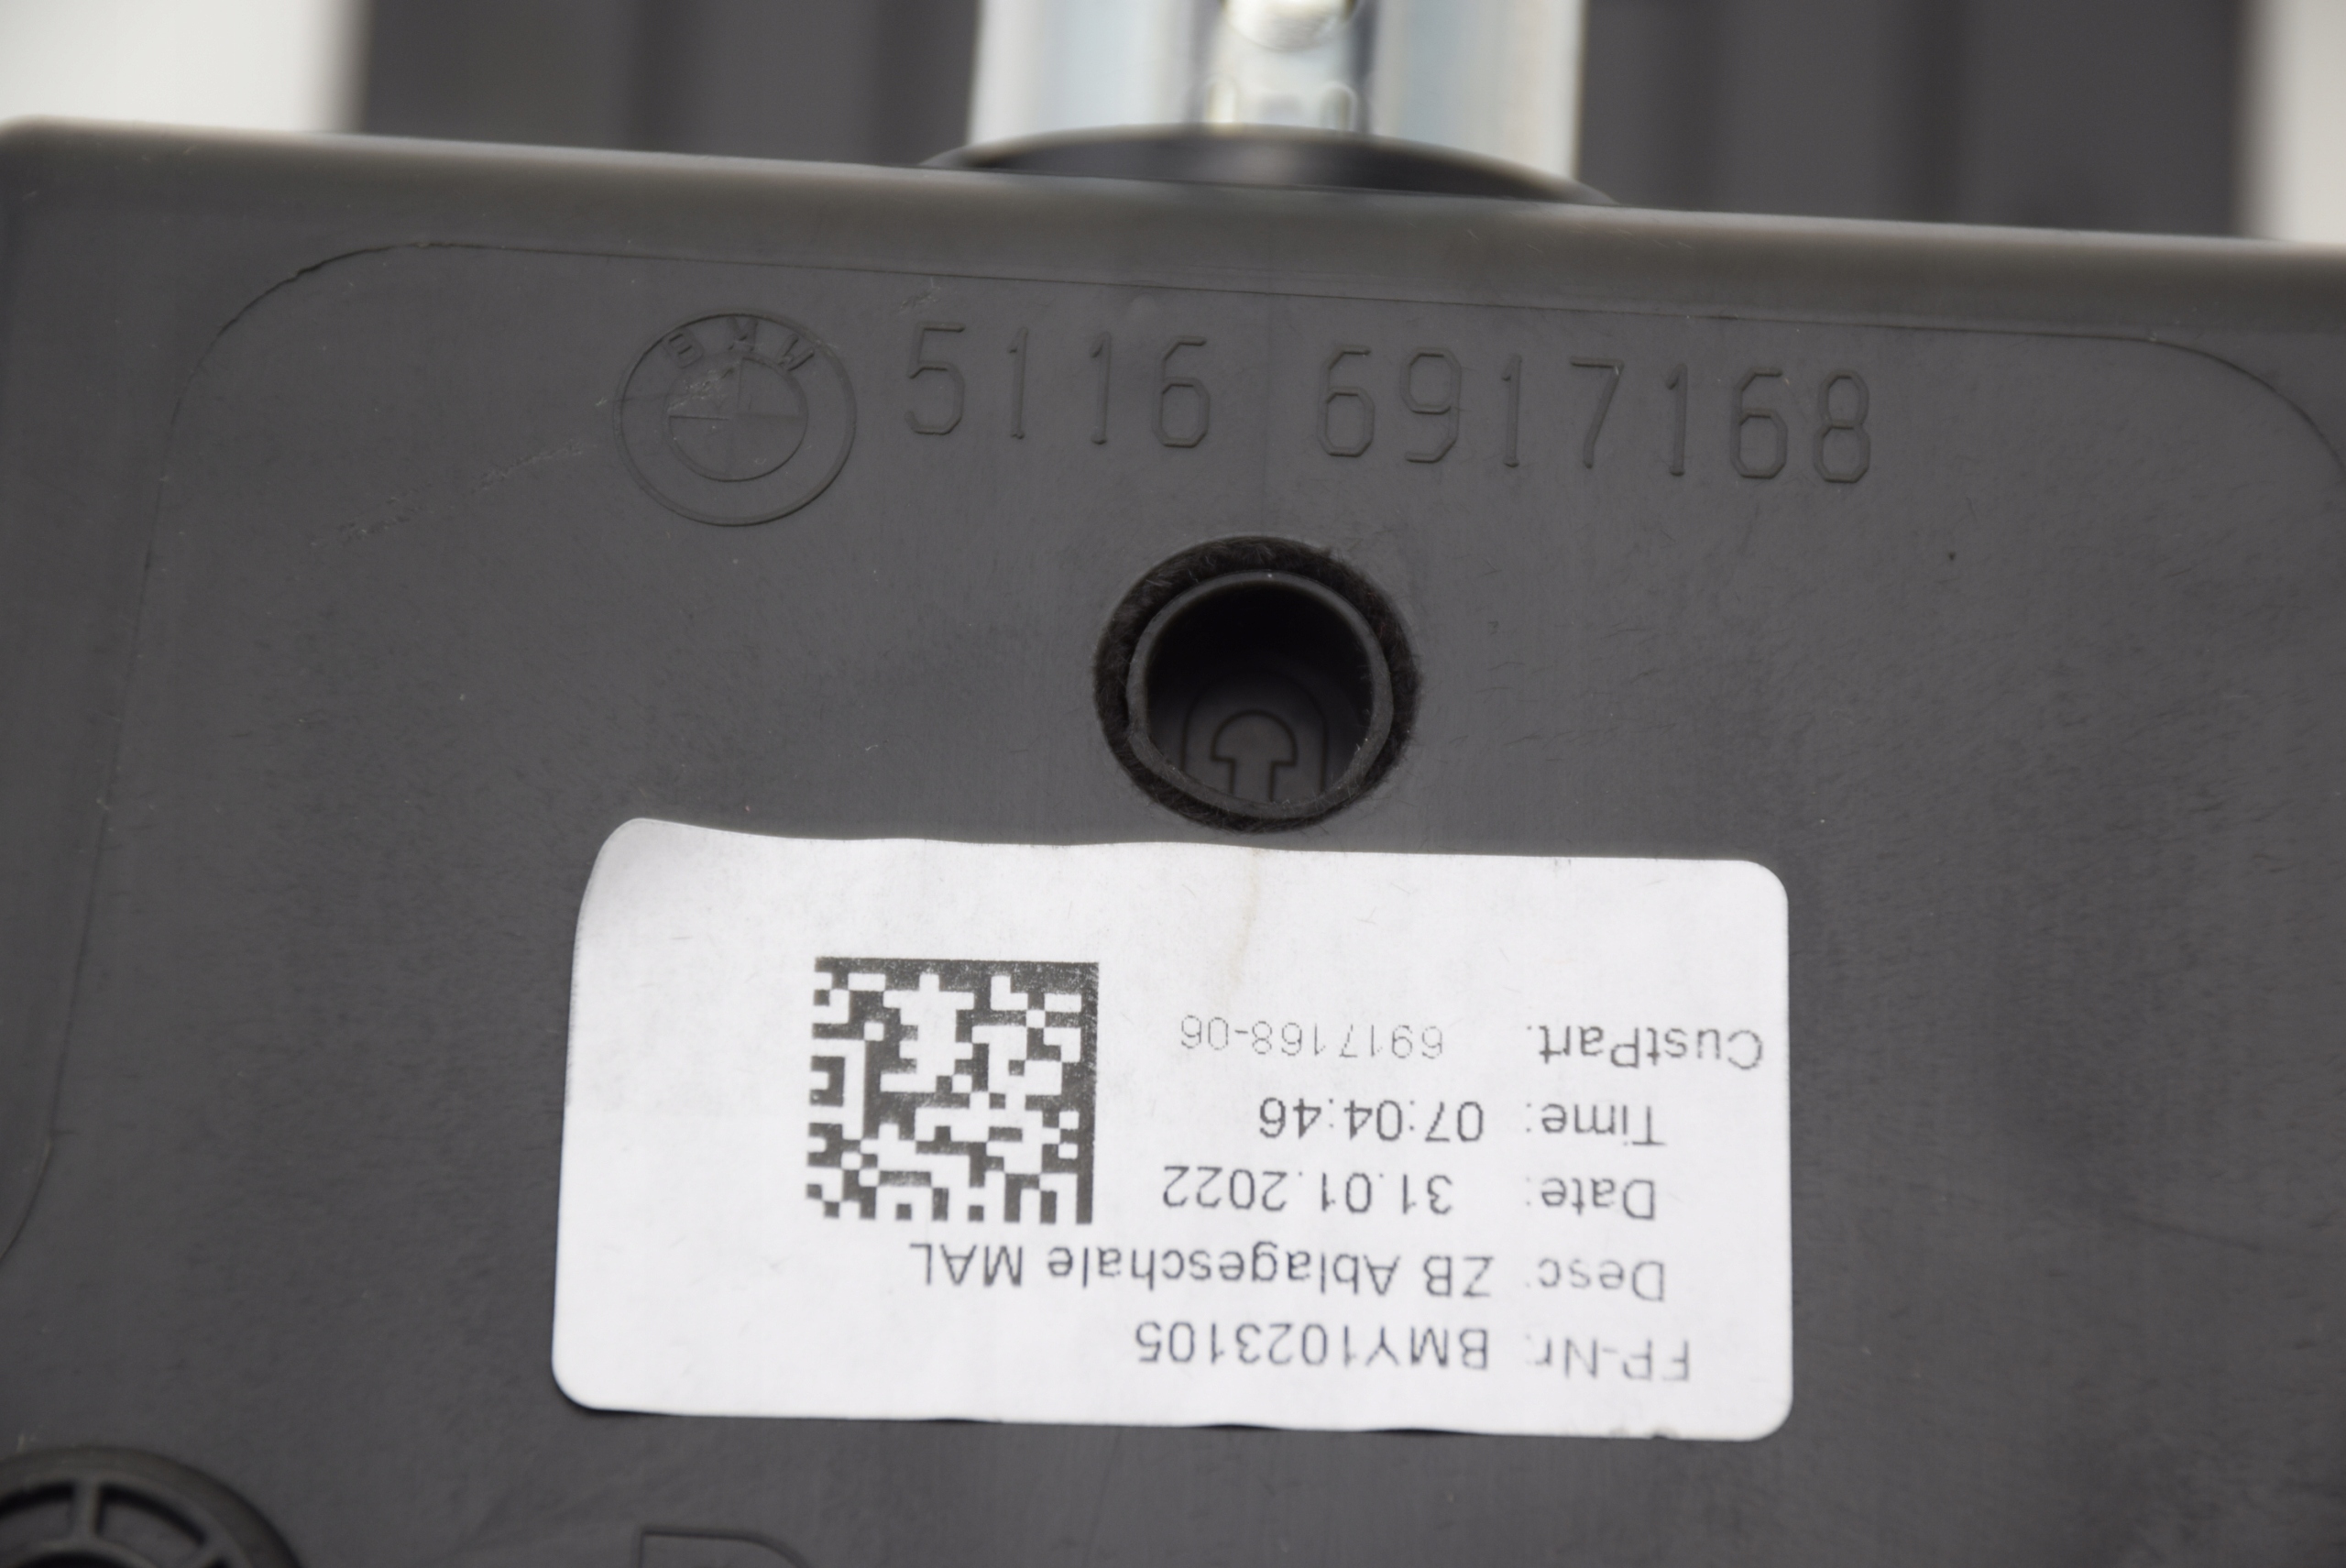 BMW 5116 6917168
FP-Nr: BMY1023105
Desc: ZB Ablageschale MAL
Date: 31.01.2022
Time: 07:04:46
CustPart: 6917168-06